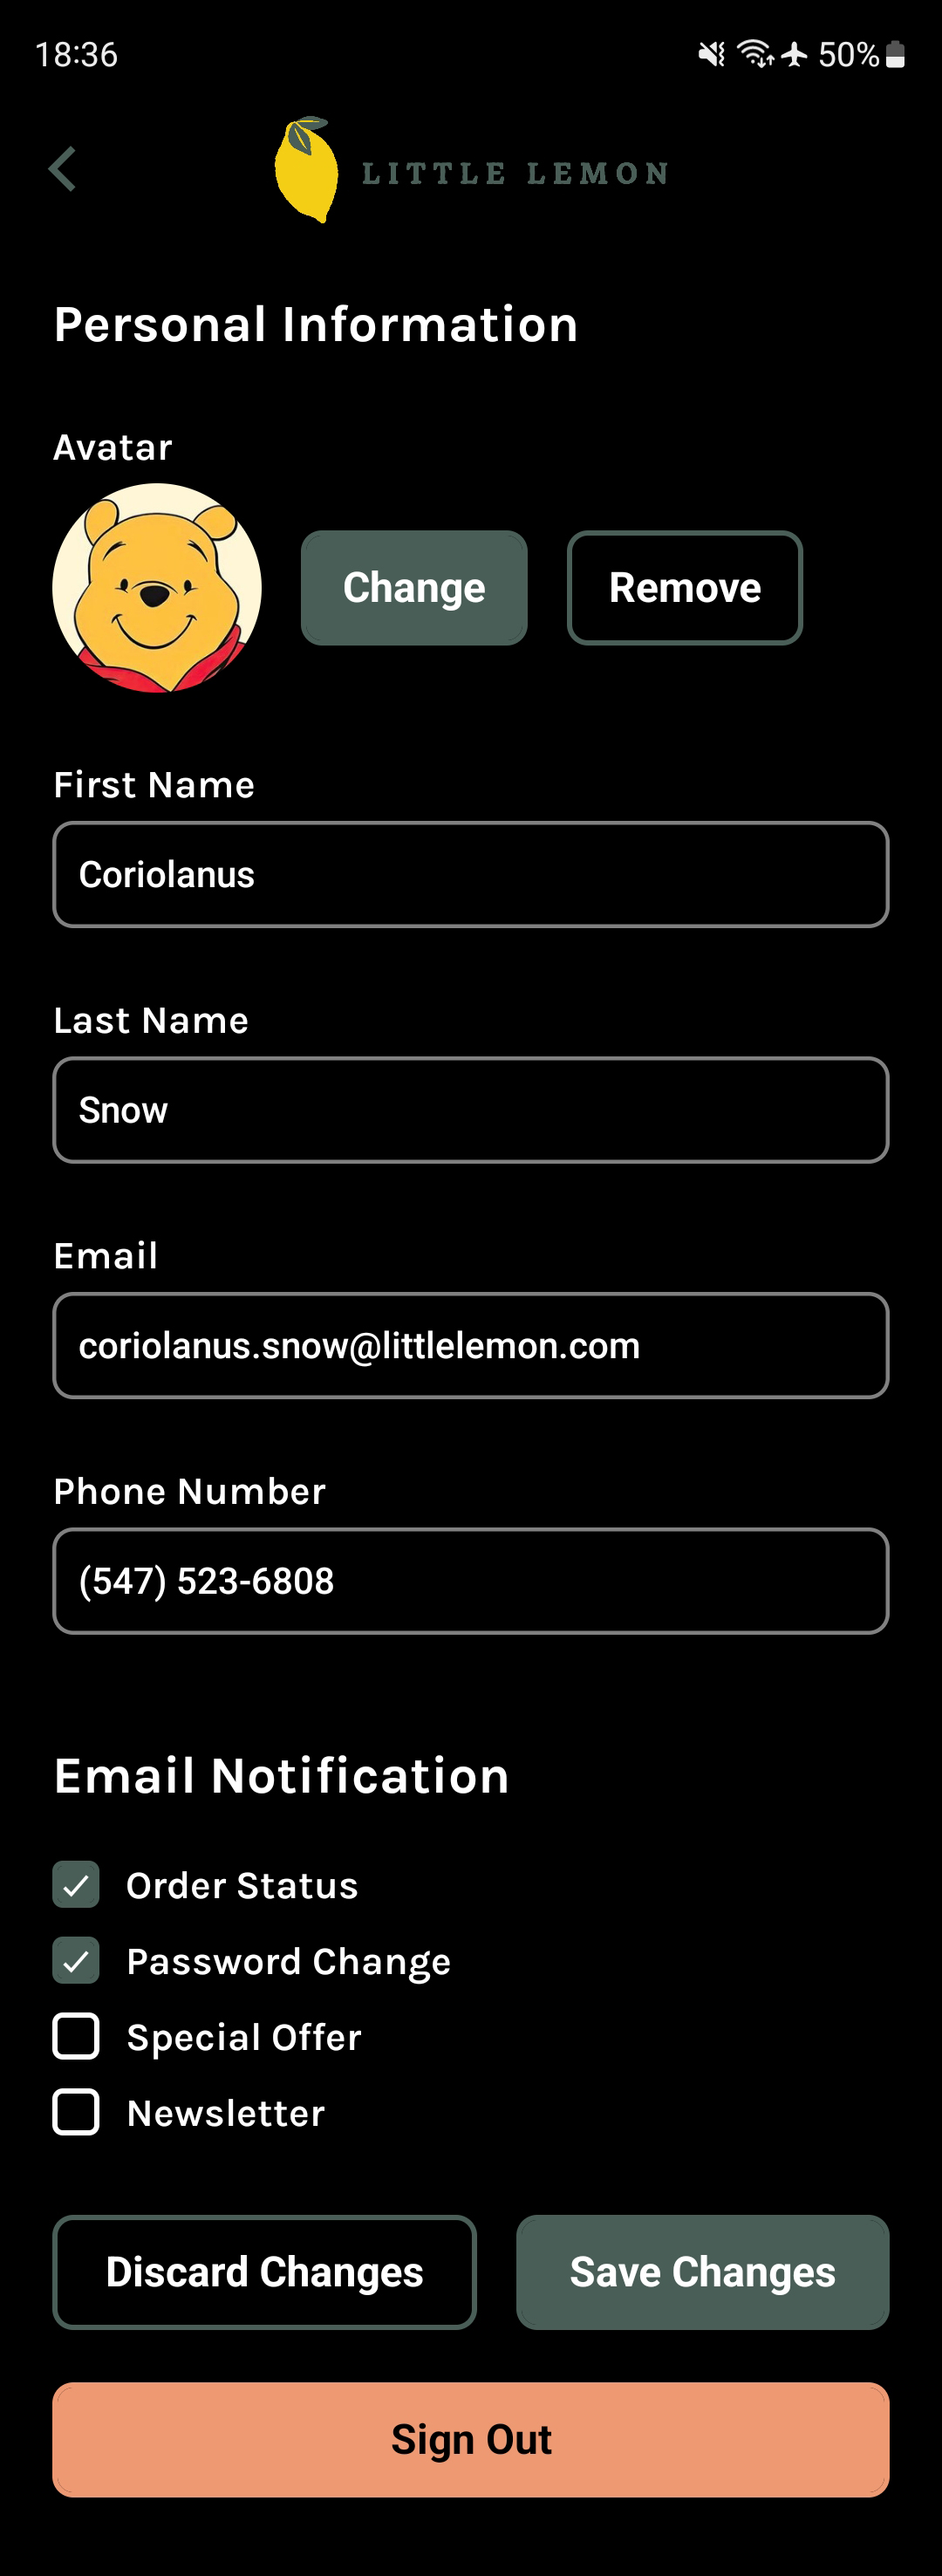 18:36 50%
LITTLE LEMON
Personal Information
Avatar
Change Remove
First Name
Coriolanus
Last Name
Snow
Email
coriolanus.snow@littlelemon.com
Phone Number
(547) 523-6808
Email Notification
Order Status
Password Change
Special Offer
Newsletter
Discard Changes Save Changes
Sign Out